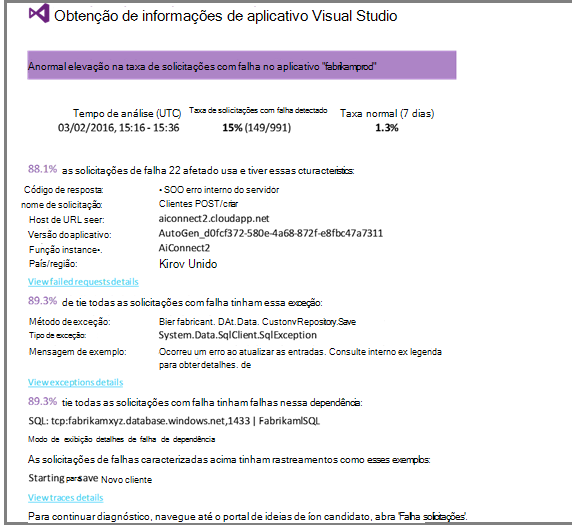 Obtenção de informações de aplicativo Visual Studio
Anormal elevação na taxa de solicitações com falha no aplicativo "fabrikamprod"
Tempo de análise (UTC) Taxa de solicitações com falha detectado Taxa normal (7 dias)
03/02/2016, 15:16 - 15:36 15% (149/991) 1.3%
88.1% as solicitações de falha 22 afetado usa e tiver essas cturacteristics:
Código de resposta: • SOO erro interno do servidor
nome de solicitação: Clientes POST/criar
Host de URL seer: aiconnect2.cloudapp.net
Versão do aplicativo: AutoGen_d0fcf372-580e-4a68-872f-e8fbc47a7311
Função instance•. AiConnect2
País/região: Kirov Unido
View failed requests details
89.3% de tie todas as solicitações com falha tinham essa exceção:
Método de exceção: Bier fabricant. DAt.Data. CustonvRepository.Save
Tipo de exceção: System.Data.SqlClient.SqlException
Mensagem de exemplo: Ocorreu um erro ao atualizar as entradas. Consulte interno ex legenda
para obter detalhes. de
View exceptions details
89.3% tie todas as solicitações com falha tinham falhas nessa dependência:
SQL: tcp:fabrikamxyz.database.windows.net,1433 | FabrikamlSQL
Modo de exibição detalhes de falha de dependência
As solicitações de falhas caracterizadas acima tinham rastreamentos como esses exemplos:
Starting para save Novo cliente
View traces details
Para continuar diagnóstico, navegue até o portal de ideias de íon candidato, abra 'Falha solicitações'.